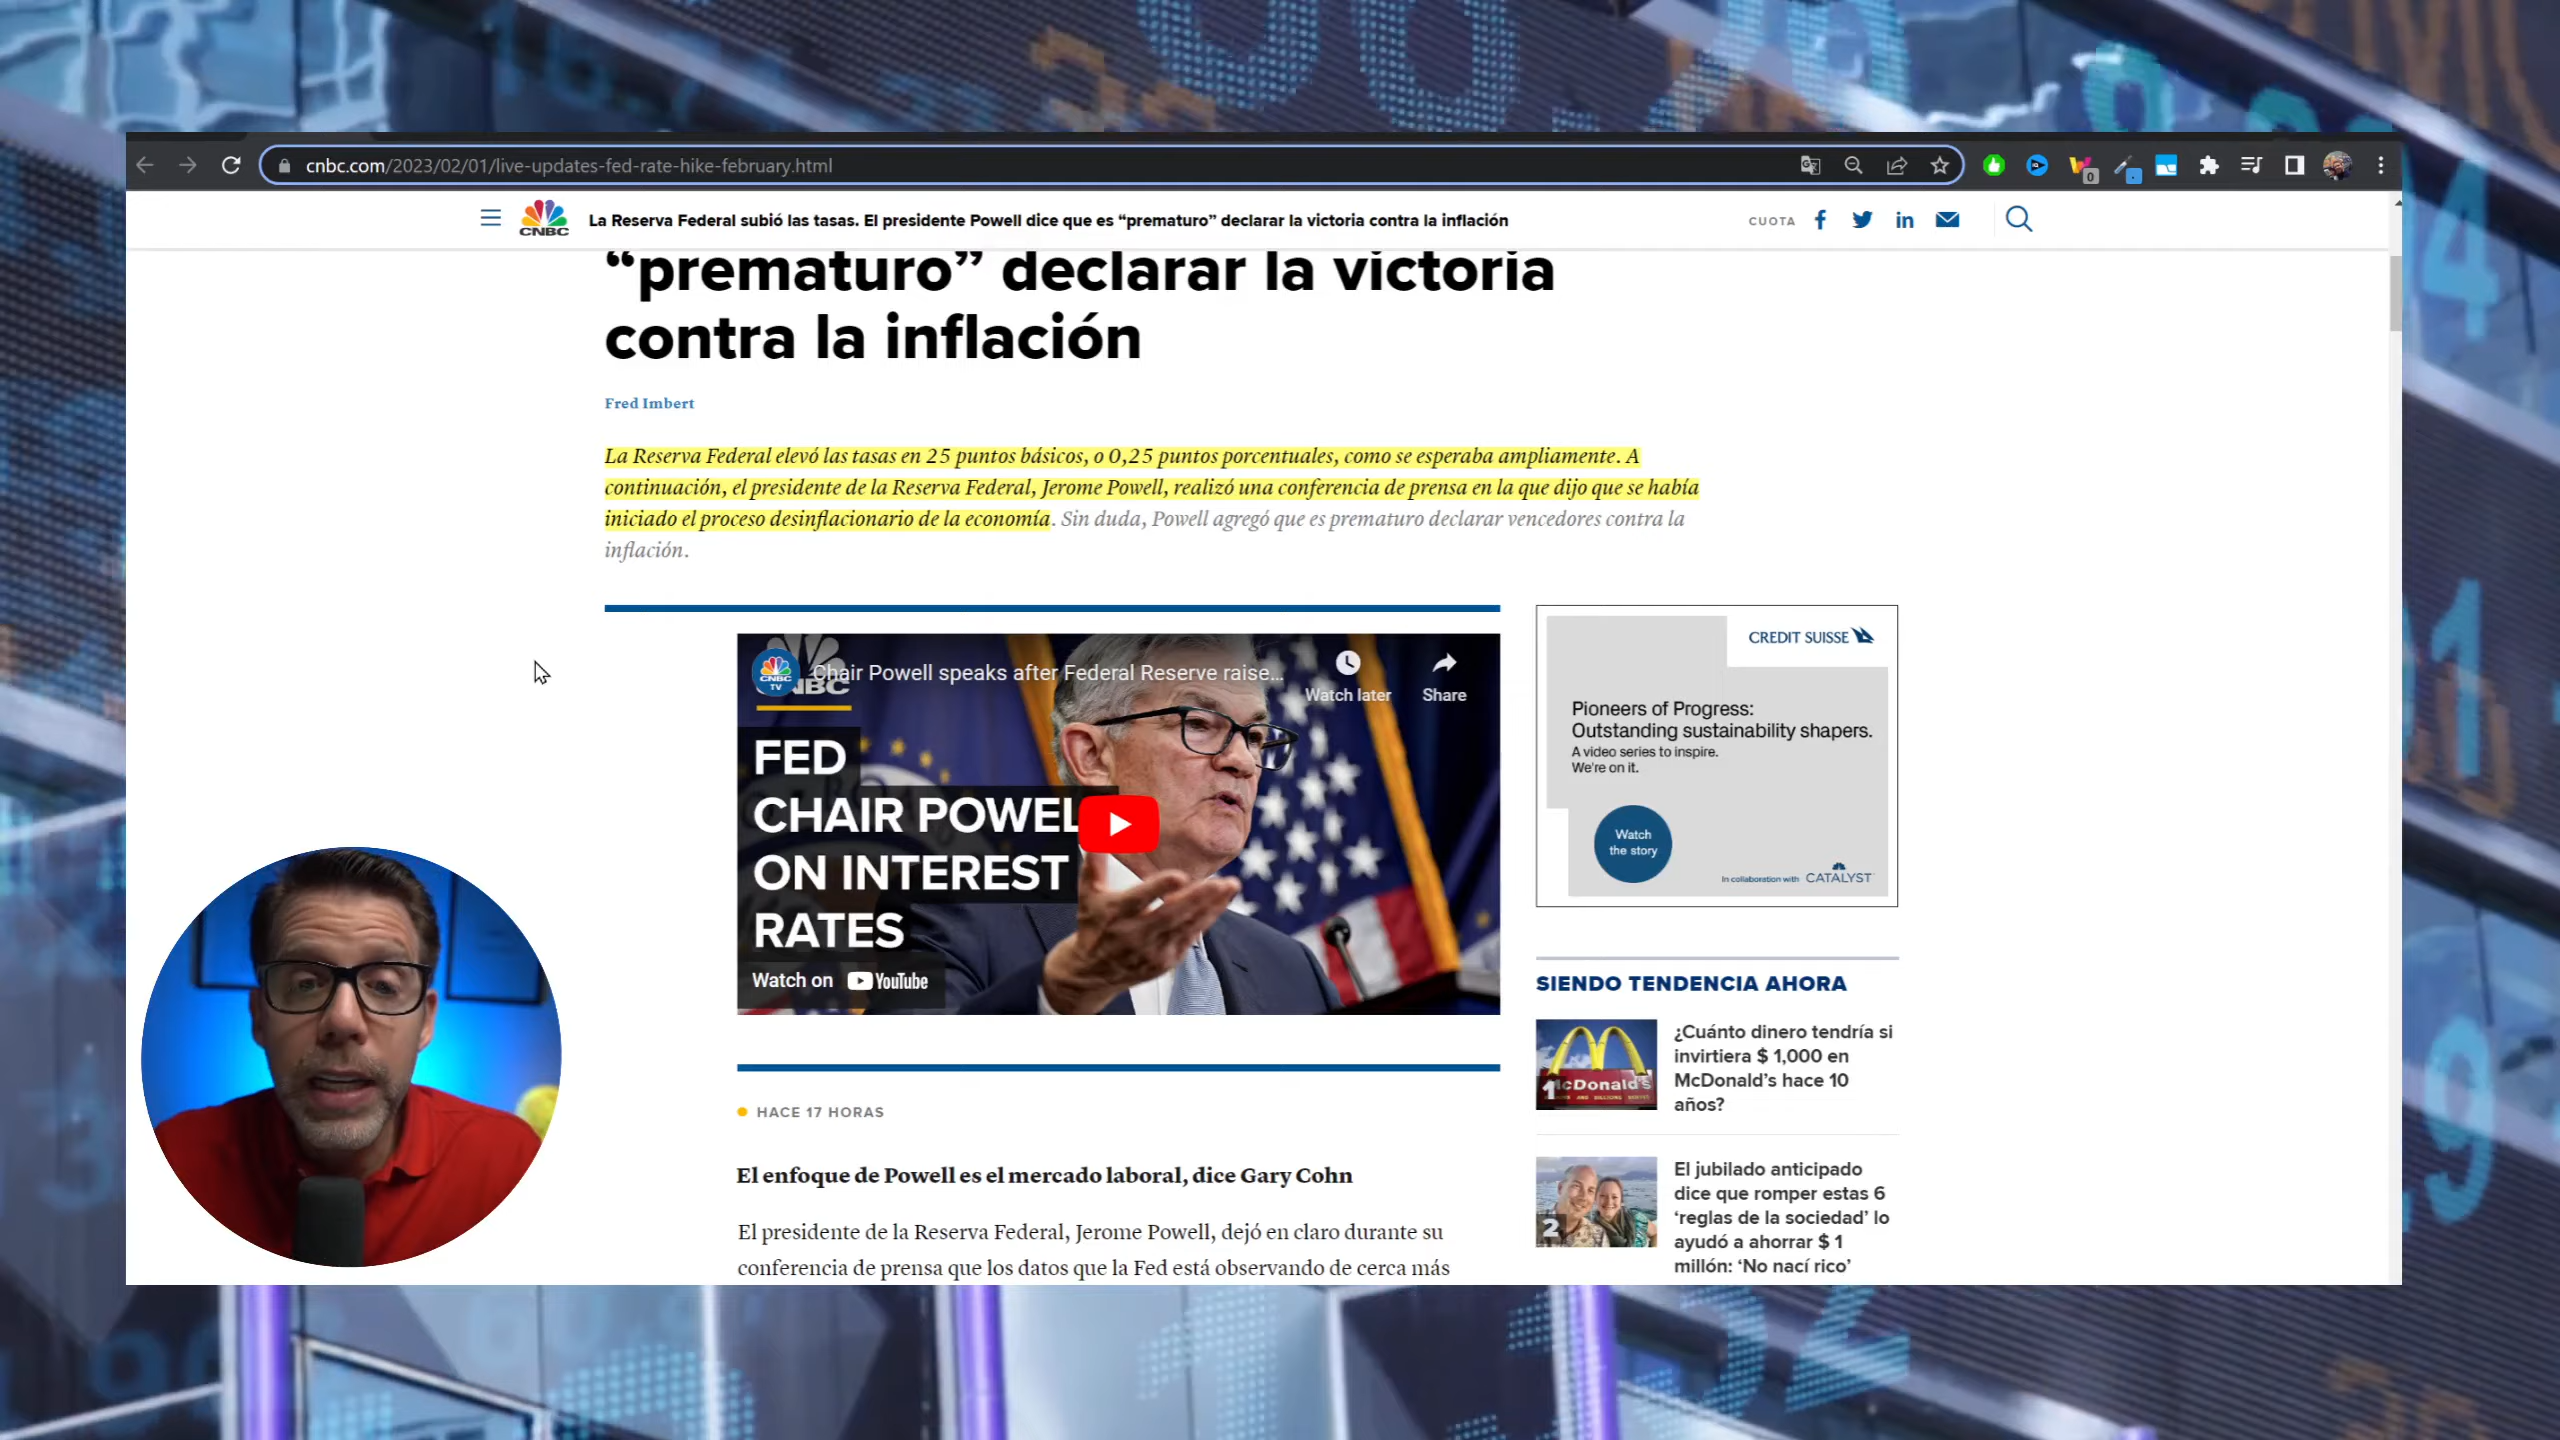 cnbc.com/2023/02/01/live-updates-fed-rate-hike-february.html
0
CNBC
La Reserva Federal subió las tasas. El presidente Powell dice que es “prematuro” declarar la victoria contra la inflación
CUOTA
“prematuro” declarar la victoria
contra la inflación
Fred Imbert
La Reserva Federal elevó las tasas en 25 puntos básicos, o 0,25 puntos porcentuales, como se esperaba ampliamente. A
continuación, el presidente de la Reserva Federal, Jerome Powell, realizó una conferencia de prensa en la que dijo que se había
iniciado el proceso desinflacionario de la economía. Sin duda, Powell agregó que es prematuro declarar vencedores contra la
inflación.
CNBC
TV
CNBC
Chair Powell speaks after Federal Reserve raise...
Watch later
Share
FED
CHAIR POWEL
ON INTEREST
RATES
Watch on YouTube
CREDIT SUISSE
Pioneers of Progress:
Outstanding sustainability shapers.
A video series to inspire.
We're on it.
Watch
the story
In collaboration with CATALYST
SIENDO TENDENCIA AHORA
1
McDonald's
¿Cuánto dinero tendría si
invirtiera $ 1,000 en
McDonald’s hace 10
años?
2
El jubilado anticipado
dice que romper estas 6
‘reglas de la sociedad’ lo
ayudó a ahorrar $ 1
millón: ‘No nací rico’
HACE 17 HORAS
El enfoque de Powell es el mercado laboral, dice Gary Cohn
El presidente de la Reserva Federal, Jerome Powell, dejó en claro durante su
conferencia de prensa que los datos que la Fed está observando de cerca más